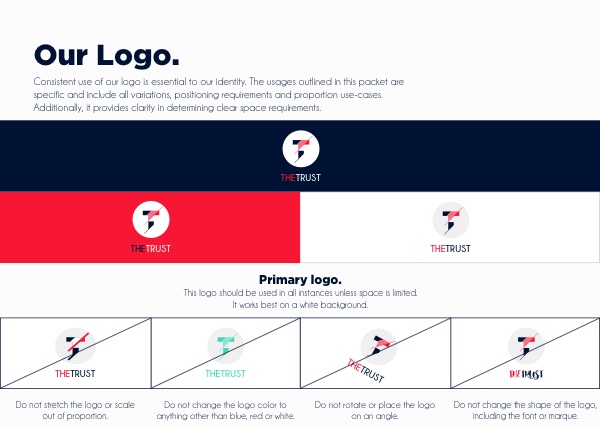 Our Logo.
Consistent use of our logo is essential to our identity. The usages outlined in this packet are
specific and include all variations, positioning requirements and proportion use-cases.
Additionally, it provides clarity in determining clear space requirements.
THETRUST
THETRUST
THETRUST
Primary logo.
This logo should be used in all instances unless space is limited.
It works best on a white background.
THETRUST
THETRUST
THETRUST
THETRUST
Do not stretch the logo or scale
out of proportion.
Do not change the logo color to
anything other than blue, red or white.
Do not rotate or place the logo
on an angle.
Do not change the shape of the logo,
including the font or marque.